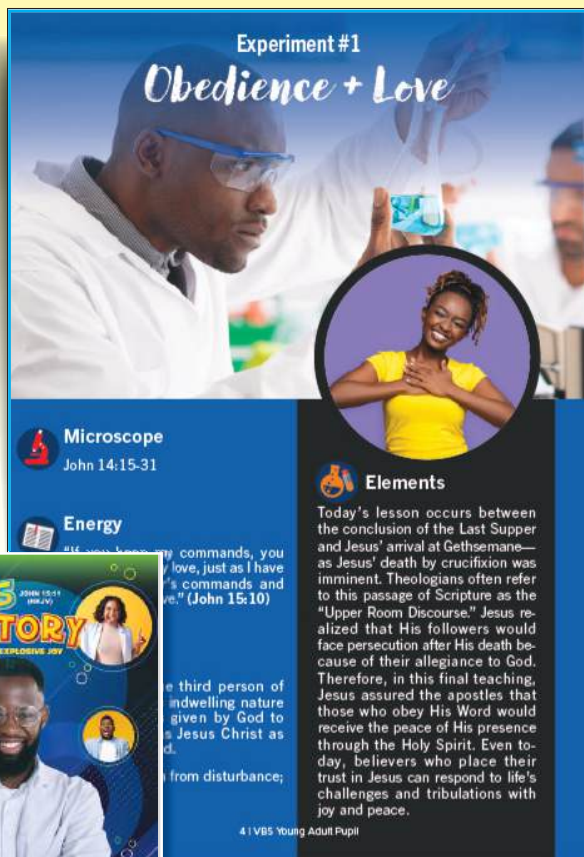 Experiment #1
Obedience + Love
Microscope
John 14:15-31
Energy
"If you keep my commands, you
love, just as I have
's commands and
(John 15:10)
e third person of
indwelling nature
given by God to
s Jesus Christ as
d.
from disturbance;
Elements
Today's lesson occurs between
the conclusion of the Last Supper
and Jesus' arrival at Gethsemane—
as Jesus' death by crucifixion was
imminent. Theologians often refer
to this passage of Scripture as the
"Upper Room Discourse." Jesus re-
alized that His followers would
face persecution after His death be-
cause of their allegiance to God.
Therefore, in this final teaching,
Jesus assured the apostles that
those who obey His Word would
receive the peace of His presence
through the Holy Spirit. Even to-
day, believers who place their
trust in Jesus can respond to life's
challenges and tribulations with
joy and peace.
4 | VBS Young Adult Pupil
S
JOHN 15:11
(NKJV)
TORY
EXPLOSIVE JOY